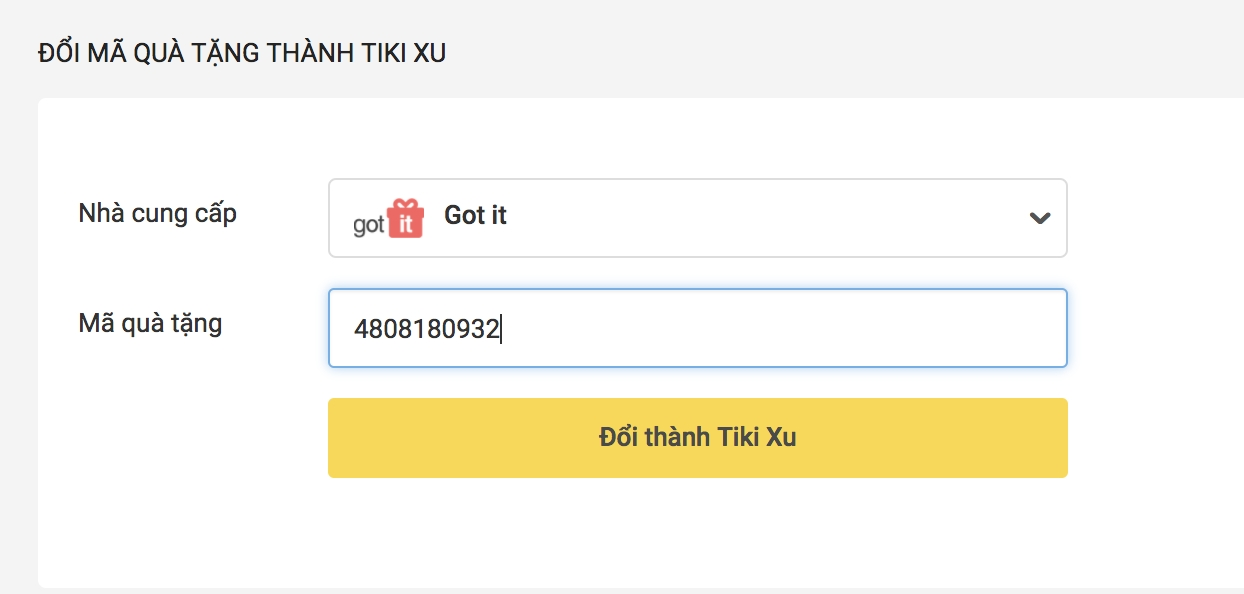 ĐỔI MÃ QUÀ TẶNG THÀNH TIKI XU
Nhà cung cấp
got it Got it
Mã quà tặng
4808180932
Đổi thành Tiki Xu